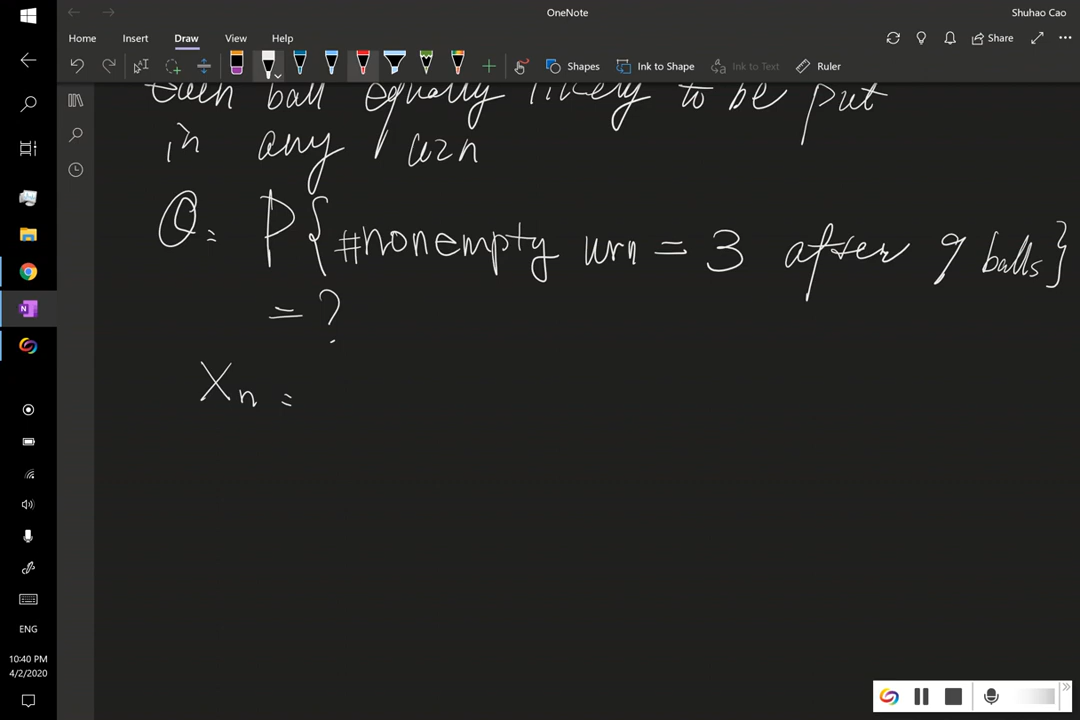 OneNote
Shuhao Cao
Home Insert Draw View Help
Share
Shapes Ink to Shape Ink to Text Ruler
Each ball equally likely to be put
in any urn
Q: P{#nonempty urn = 3 after 9 balls}
= ?
Xn =
ENG
10:40 PM
4/2/2020